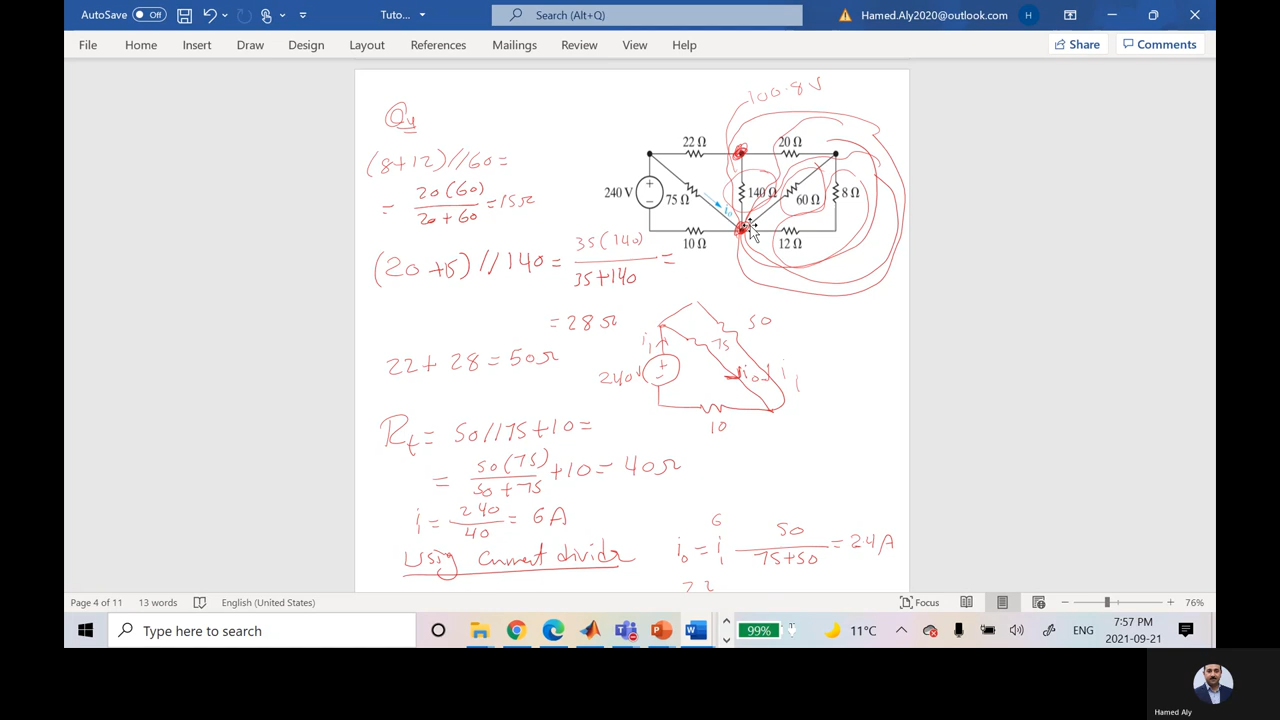 AutoSave Off Tuto... Search (Alt+Q) Hamed.Aly2020@outlook.com H
File Home Insert Draw Design Layout References Mailings Review View Help Share Comments
Q4
100.8 V
(8+12)//60=
= 20(60) / 20+60 = 15Ω
22 Ω 20 Ω
240 V 75 Ω 140 Ω 60 Ω 8 Ω
i₀
10 Ω 12 Ω
(20+15)//140 = 35(140) / 35+140 =
= 28Ω
22+28=50Ω
50
75
i₁
240V
i₀
10
Rt = 50//75+10=
= 50(75) / 50+75 +10= 40Ω
i = 240 / 40 = 6A
Using Current divider
6
i₀ = i₁ 50 / 75+50 = 2.4A
Page 4 of 11 13 words English (United States) Focus 76%
Type here to search 99% 11°C ENG 7:57 PM
2021-09-21
Hamed Aly